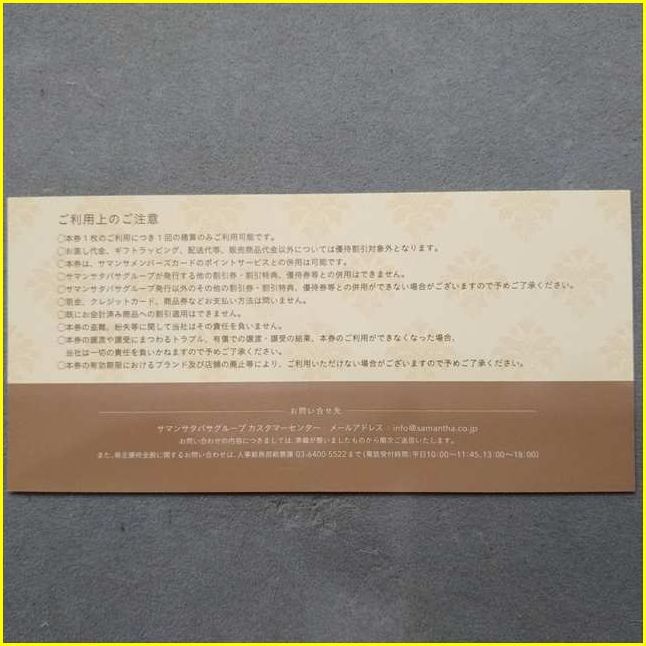 ご利用上のご注意
◯本券1枚のご利用につき1回の精算のみご利用可能です。
◯お直し代金、ギフトラッピング、配送代等、販売商品代金以外については優待割引対象外となります。
◯本券は、サマンサメンバーズカードのポイントサービスとの併用は可能です。
◯サマンサタバサグループが発行する他の割引券・割引特典、優待券等との併用はできません。
◯サマンサタバサグループ発行以外のその他の割引券・割引特典、優待券等との併用ができない場合がございますので予めご了承ください。
◯現金、クレジットカード、商品券などお支払い方法は問いません。
◯既にお会計済み商品への割引適用はできません。
◯本券の盗難、紛失等に関して当社はその責任を負いません。
◯本券の譲渡や譲受にまつわるトラブル、有償での譲渡・譲受の結果、本券のご利用ができなくなった場合、
当社は一切の責任を負いかねますので予めご了承ください。
◯本券の有効期限におけるブランド及び店舗の廃止等により、ご利用いただけない場合がございますので予めご了承ください。
お問い合せ先
サマンサタバサグループ カスタマーセンター メールアドレス : info@samantha.co.jp
お問い合わせの内容につきましては、準備が整いましたものから順次ご返信いたします。
また、株主優待全般に関するお問い合せは、人事総務部総務課 03-6400-5522まで(電話受付時間:平日10:00〜11:45、13:00〜18:00)